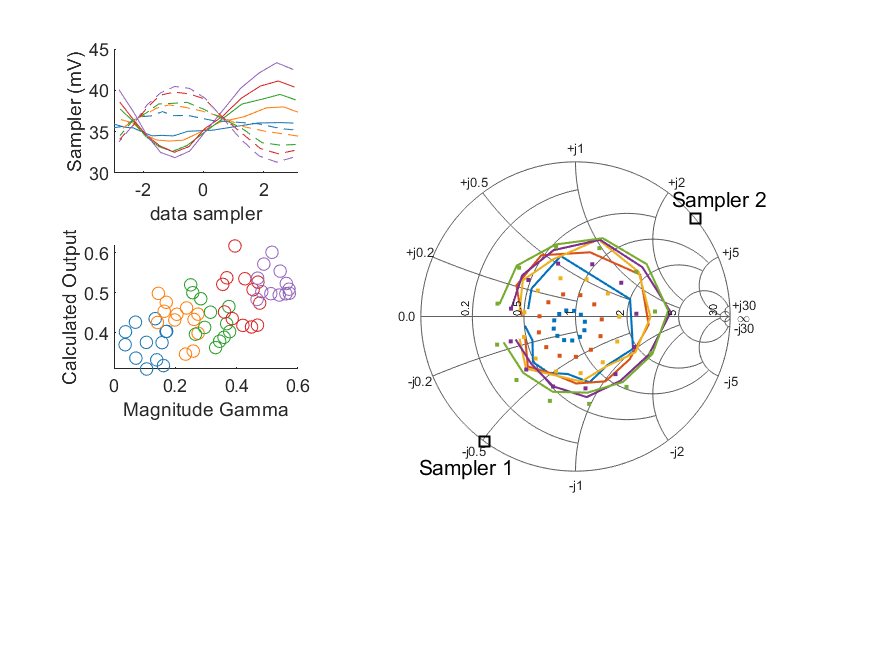 45
40
35
30
Sampler (mV)
-2
0
2
data sampler
0.6
0.5
0.4
Calculated Output
0
0.2
0.4
0.6
Magnitude Gamma
+j1
+j0.5
+j2
Sampler 2
+j0.2
+j5
0.0
0.2
0.5
1
2
5
30
+j30
∞
-j30
-j0.2
-j5
-j0.5
-j2
Sampler 1
-j1